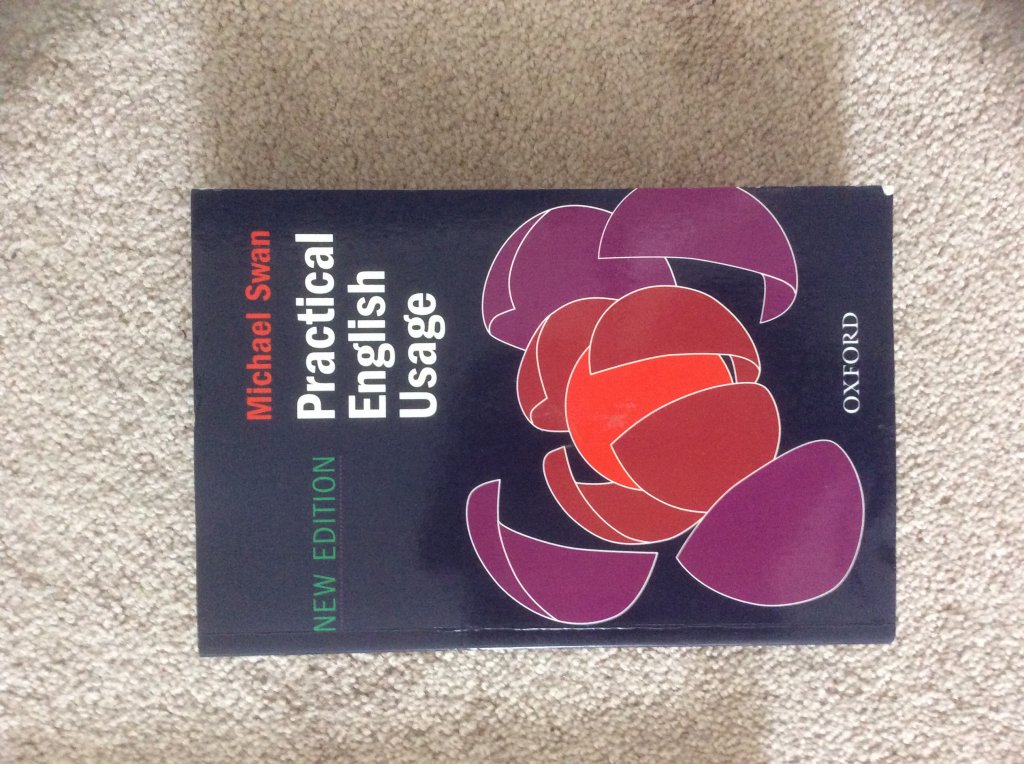 Michael Swan
Practical
English
Usage
NEW EDITION
OXFORD